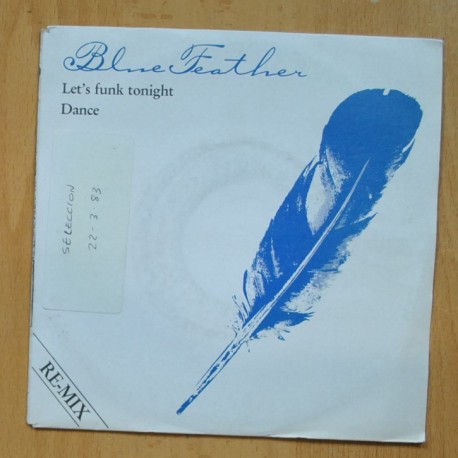 Blue Feather
Let's funk tonight
Dance
SELECCION
22-3-83
RE-MIX